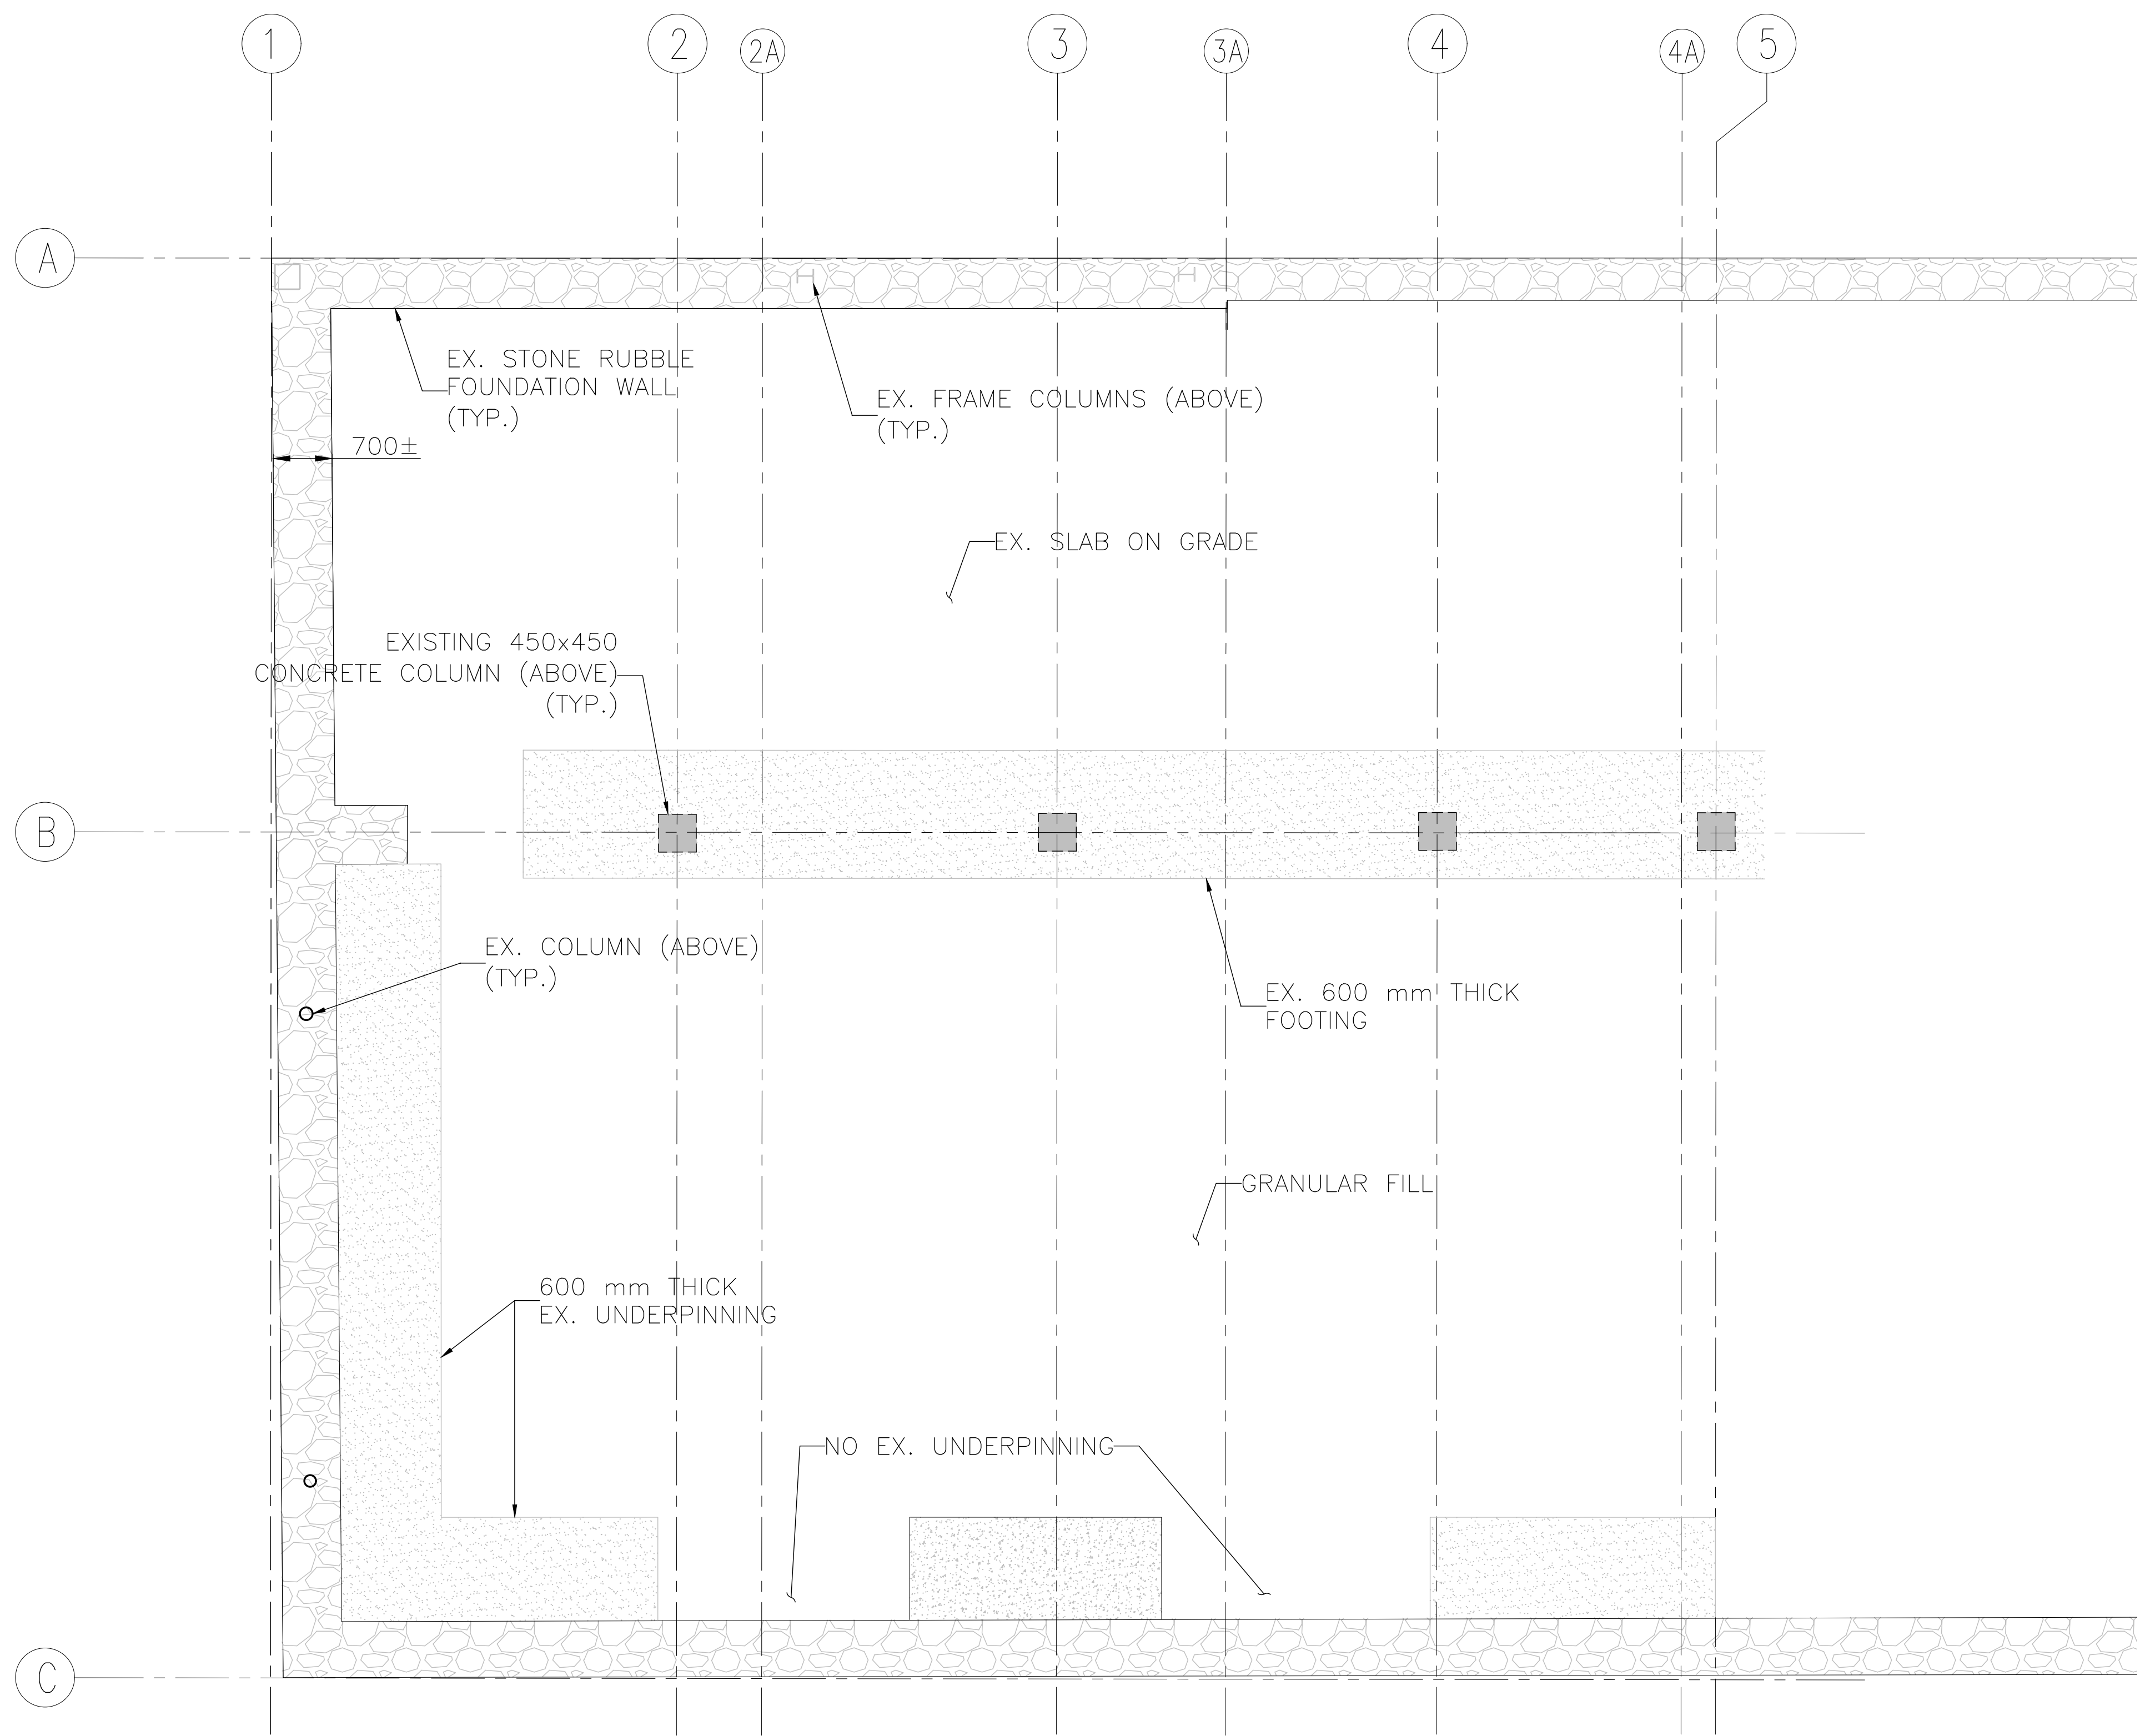 1
2
2A
3
3A
4
4A
5
A
EX. STONE RUBBLE
FOUNDATION WALL
(TYP.)
EX. FRAME COLUMNS (ABOVE)
(TYP.)
700±
EX. SLAB ON GRADE
EXISTING 450x450
CONCRETE COLUMN (ABOVE)
(TYP.)
B
EX. COLUMN (ABOVE)
(TYP.)
EX. 600 mm THICK
FOOTING
GRANULAR FILL
600 mm THICK
EX. UNDERPINNING
NO EX. UNDERPINNING
C